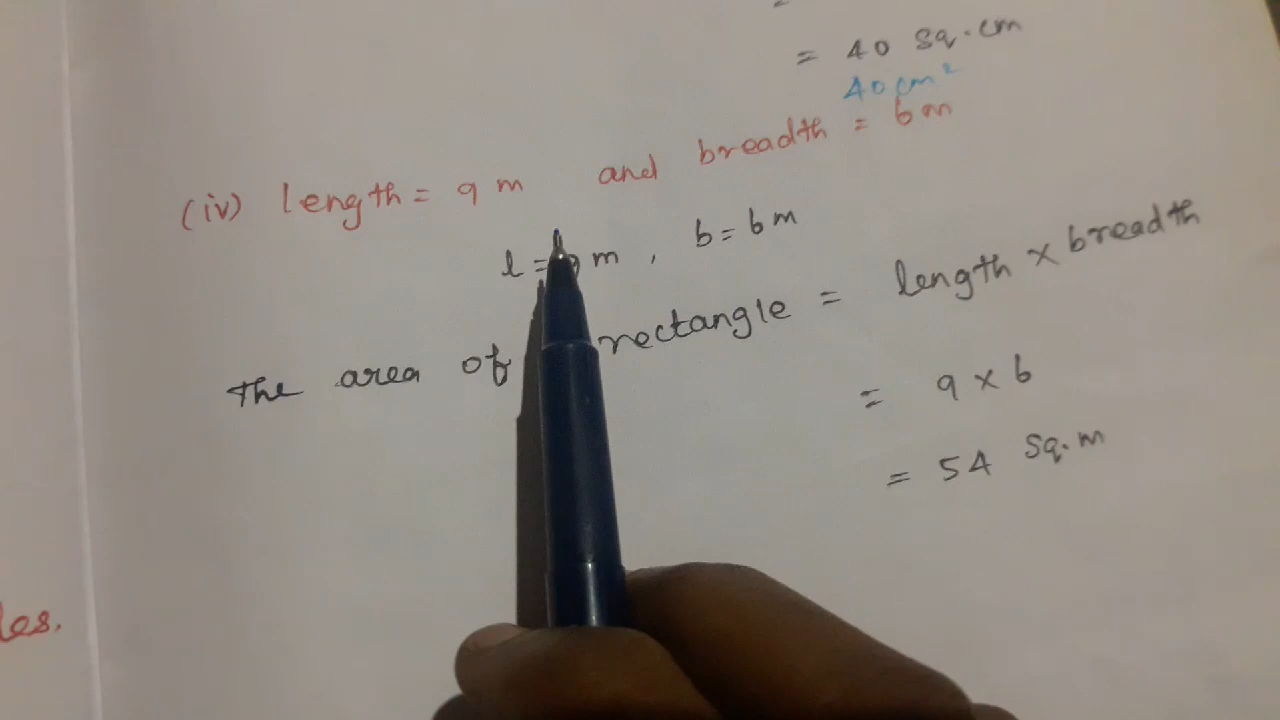 = 40 sq.cm
40 cm²
(iv) length = 9 m and breadth = 6 m
l = 9 m , b = 6 m
The area of rectangle = length × breadth
= 9 × 6
= 54 sq.m
les.